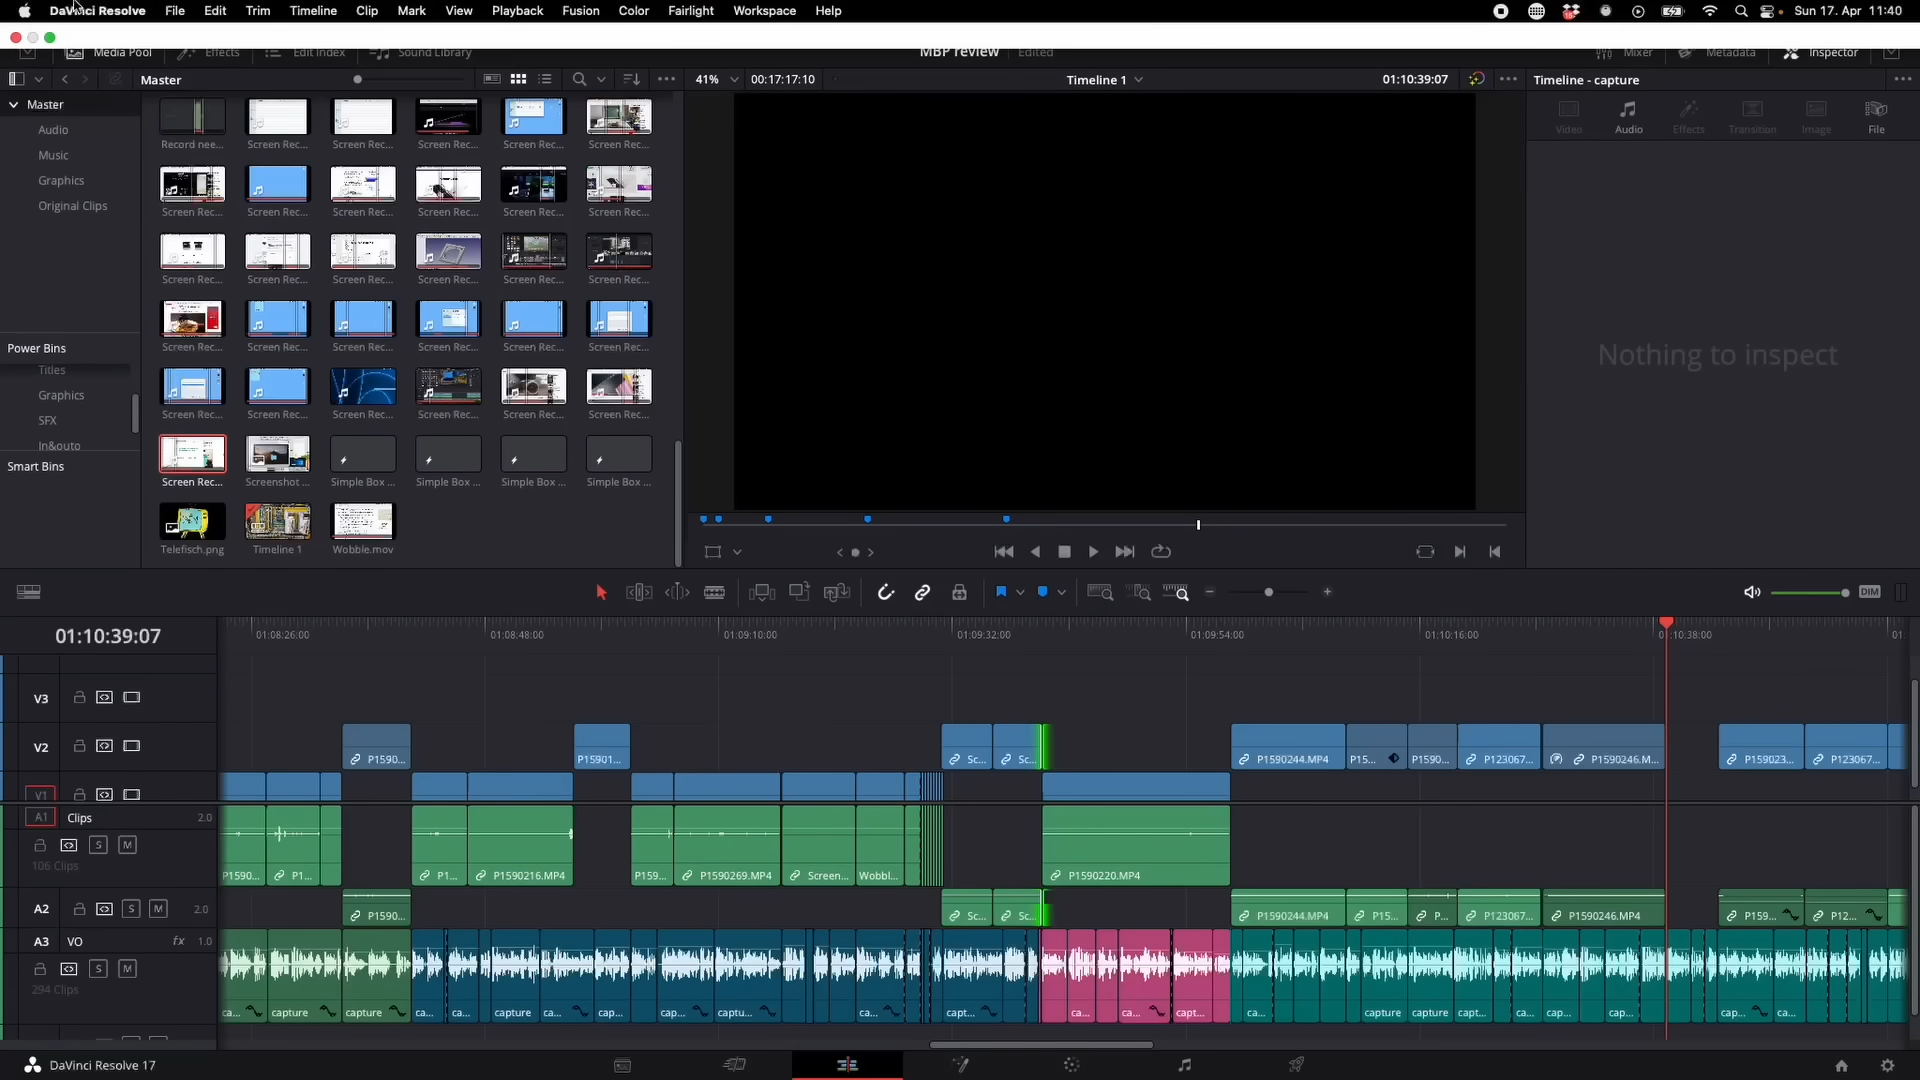 DaVinci Resolve File Edit Trim Timeline Clip Mark View Playback Fusion Color Fairlight Workspace Help Sun 17. Apr 11:40
Media Pool Effects Edit Index Sound Library MBP review Edited Mixer Metadata Inspector
Master 41% 00:17:17:10 Timeline 1 01:10:39:07 Timeline - capture
Master
Audio
Music
Graphics
Original Clips
Power Bins
Titles
Graphics
SFX
In&outo
Smart Bins
Record nee... Screen Rec... Screen Rec... Screen Rec... Screen Rec... Screen Rec...
Screen Rec... Screen Rec... Screen Rec... Screen Rec... Screen Rec... Screen Rec...
Screen Rec... Screen Rec... Screen Rec... Screen Rec... Screen Rec... Screen Rec...
Screen Rec... Screen Rec... Screen Rec... Screen Rec... Screen Rec... Screen Rec...
Screen Rec... Screen Rec... Screen Rec... Screen Rec... Screen Rec... Screen Rec...
Screen Rec... Screenshot ... Simple Box ... Simple Box ... Simple Box ... Simple Box ...
Telefisch.png Timeline 1 Wobble.mov
Video Audio Effects Transition Image File
Nothing to inspect
DIM
01:10:39:07 01:08:26:00 01:08:48:00 01:09:10:00 01:09:32:00 01:09:54:00 01:10:16:00 01:10:38:00 01:
V3
V2 P1590... P15901... Sc... Sc... P1590244.MP4 P15... P1590... P123067... P1590246.M... P159023... P123067...
V1
A1 Clips 2.0
S M
106 Clips
P1590... P1... P1... P1590216.MP4 P159... P1590269.MP4 Screen... Wobbl... P1590220.MP4
A2 S M 2.0 P1590... Sc... Sc... P1590244.MP4 P15... P... P123067... P1590246.MP4 P159... P12...
A3 VO fx 1.0
S M
294 Clips
ca... capture capture ca... ca... capture ca... cap... cap... captu... ca... capt... ca... ca... capt... ca... capture capture capt... ca... cap... cap... cap... ca...
DaVinci Resolve 17